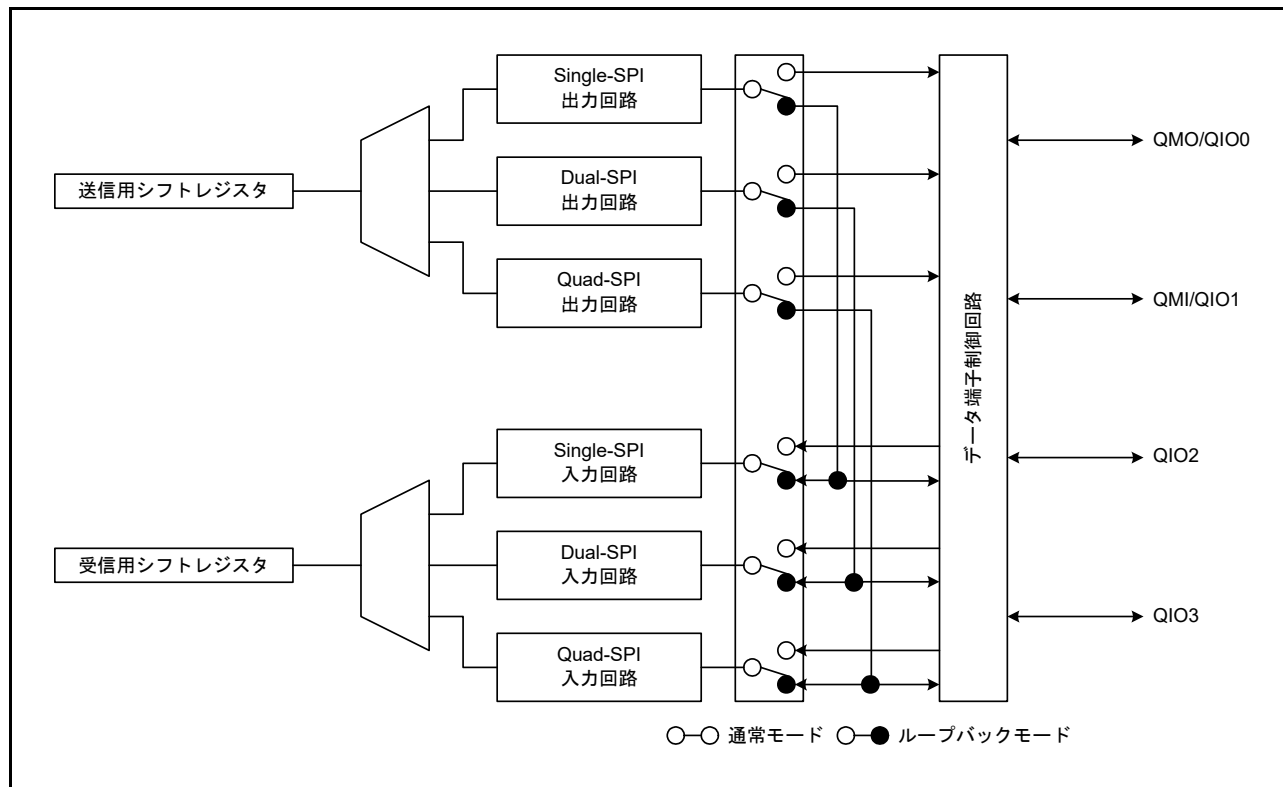 Single-SPI
出力回路
Dual-SPI
出力回路
Quad-SPI
出力回路
送信用シフトレジスタ
Single-SPI
入力回路
Dual-SPI
入力回路
Quad-SPI
入力回路
受信用シフトレジスタ
データ端子制御回路
QMO/QIO0
QMI/QIO1
QIO2
QIO3
通常モード
ループバックモード